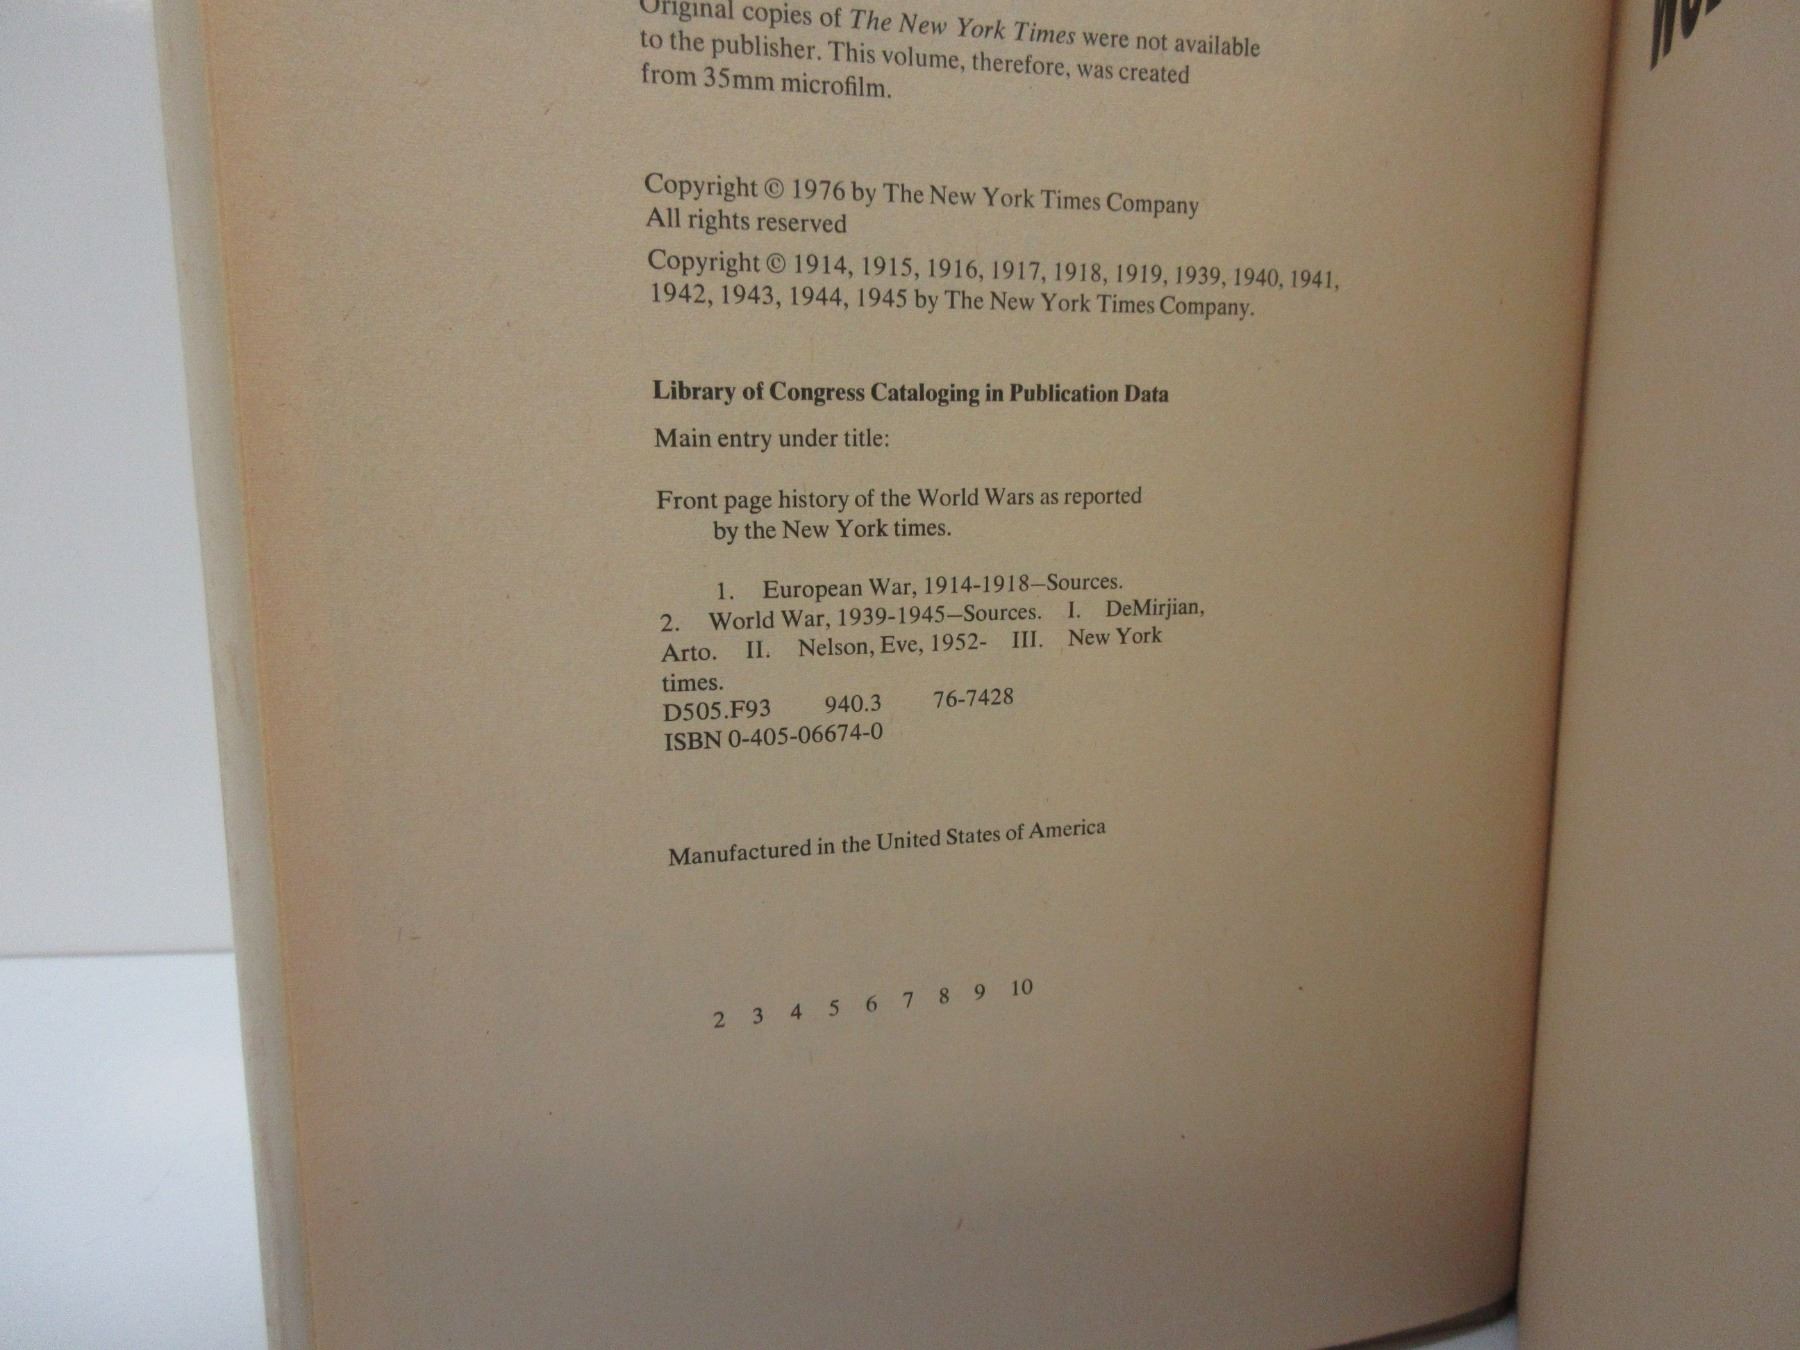 Original copies of The New York Times were not available
to the publisher. This volume, therefore, was created
from 35mm microfilm.
Copyright © 1976 by The New York Times Company
All rights reserved
Copyright © 1914, 1915, 1916, 1917, 1918, 1919, 1939, 1940, 1941,
1942, 1943, 1944, 1945 by The New York Times Company.
Library of Congress Cataloging in Publication Data
Main entry under title:
Front page history of the World Wars as reported
by the New York times.
1. European War, 1914-1918—Sources.
2. World War, 1939-1945—Sources. I. DeMirjian,
Arto. II. Nelson, Eve, 1952- III. New York
times.
D505.F93 940.3 76-7428
ISBN 0-405-06674-0
Manufactured in the United States of America
2 3 4 5 6 7 8 9 10